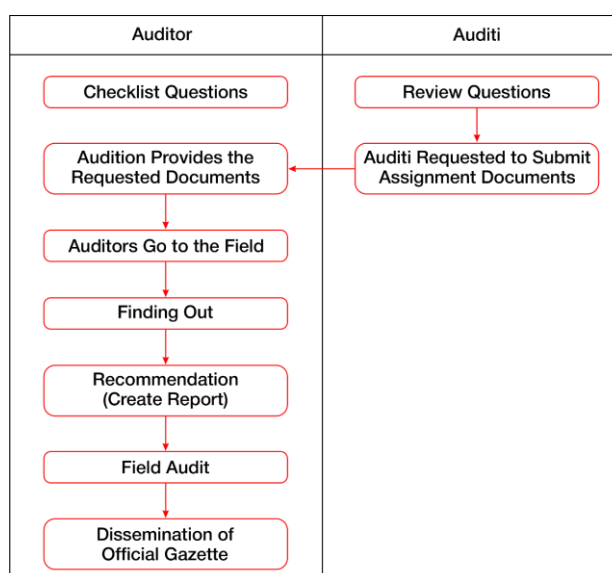 Auditor
Auditi
Checklist Questions
Review Questions
Audition Provides the
Requested Documents
Auditi Requested to Submit
Assignment Documents
Auditors Go to the Field
Finding Out
Recommendation
(Create Report)
Field Audit
Dissemination of
Official Gazette